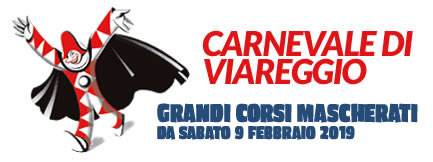 CARNEVALE DI
VIAREGGIO
GRANDI CORSI MASCHERATI
DA SABATO 9 FEBBRAIO 2019